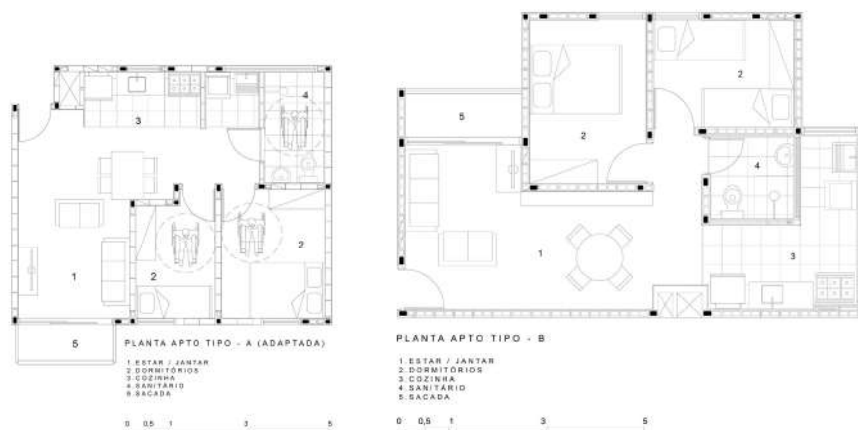 4
3
2
2
1
5
PLANTA APTO TIPO - A (ADAPTADA)
1.ESTAR / JANTAR
2.DORMITÓRIOS
3.COZINHA
4.SANITÁRIO
5.SACADA
0 0,5 1 3 5
2
5
2
4
1
3
PLANTA APTO TIPO - B
1.ESTAR / JANTAR
2.DORMITÓRIOS
3.COZINHA
4.SANITÁRIO
5.SACADA
0 0,5 1 3 5